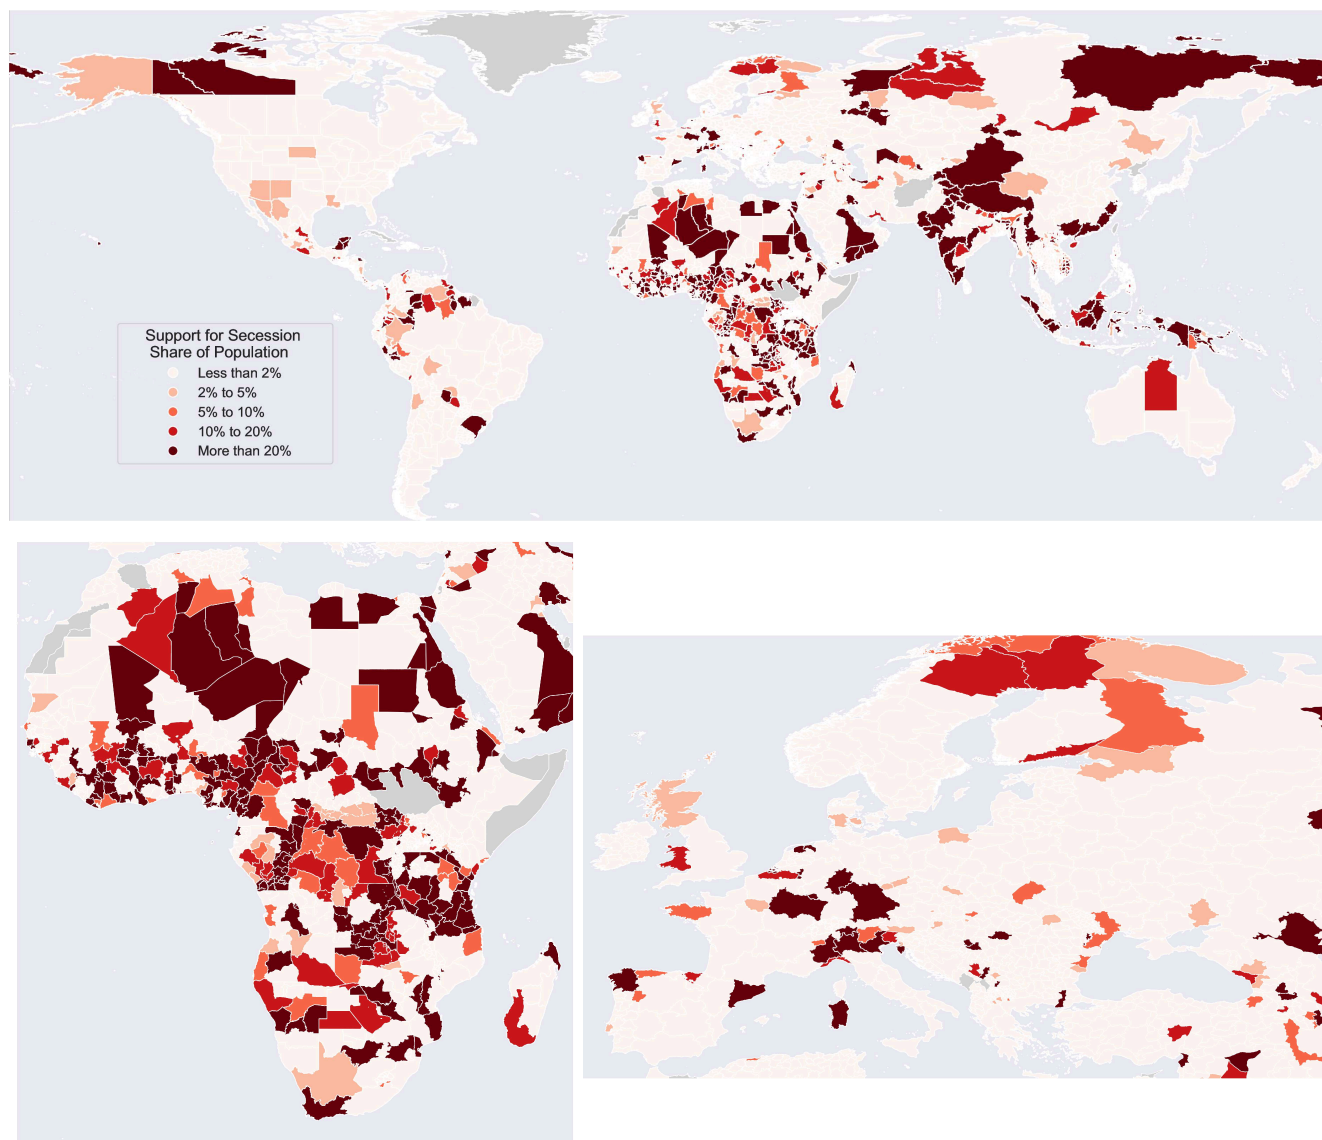 Support for Secession
Share of Population
Less than 2%
2% to 5%
5% to 10%
10% to 20%
More than 20%